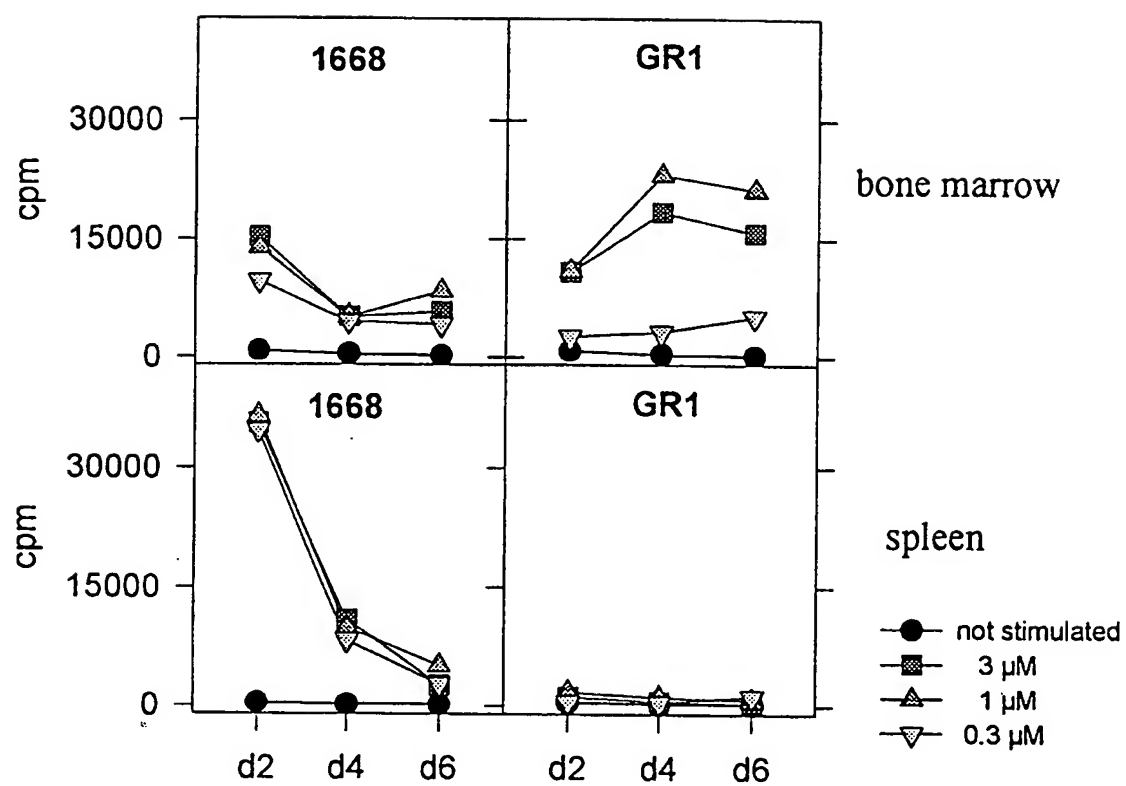 1668
GR1
30000
15000
0
cpm
bone marrow
1668
GR1
30000
15000
0
cpm
spleen
not stimulated
3 µM
1 µM
0.3 µM
d2 d4 d6
d2 d4 d6